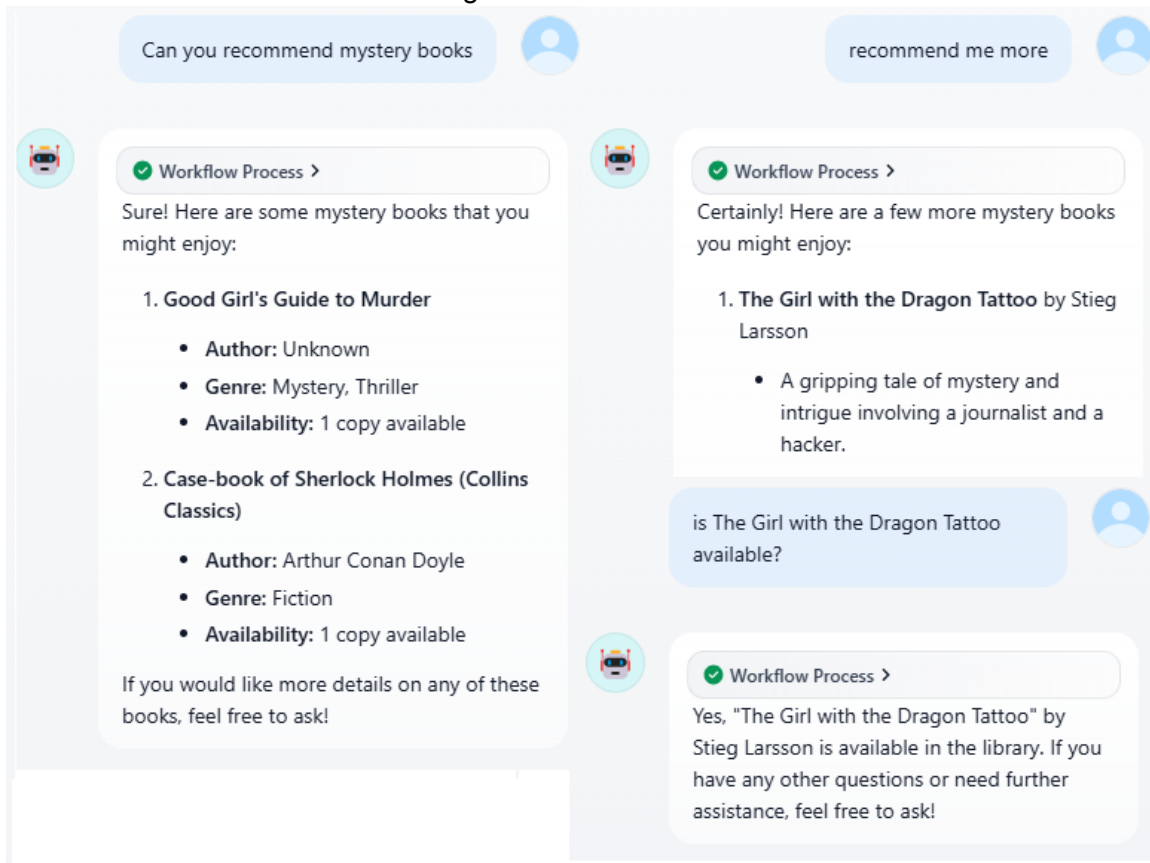 Can you recommend mystery books
Workflow Process >
Sure! Here are some mystery books that you
might enjoy:
1. Good Girl's Guide to Murder
• Author: Unknown
• Genre: Mystery, Thriller
• Availability: 1 copy available
2. Case-book of Sherlock Holmes (Collins
Classics)
• Author: Arthur Conan Doyle
• Genre: Fiction
• Availability: 1 copy available
If you would like more details on any of these
books, feel free to ask!
recommend me more
Workflow Process >
Certainly! Here are a few more mystery books
you might enjoy:
1. The Girl with the Dragon Tattoo by Stieg
Larsson
• A gripping tale of mystery and
intrigue involving a journalist and a
hacker.
is The Girl with the Dragon Tattoo
available?
Workflow Process >
Yes, "The Girl with the Dragon Tattoo" by
Stieg Larsson is available in the library. If you
have any other questions or need further
assistance, feel free to ask!